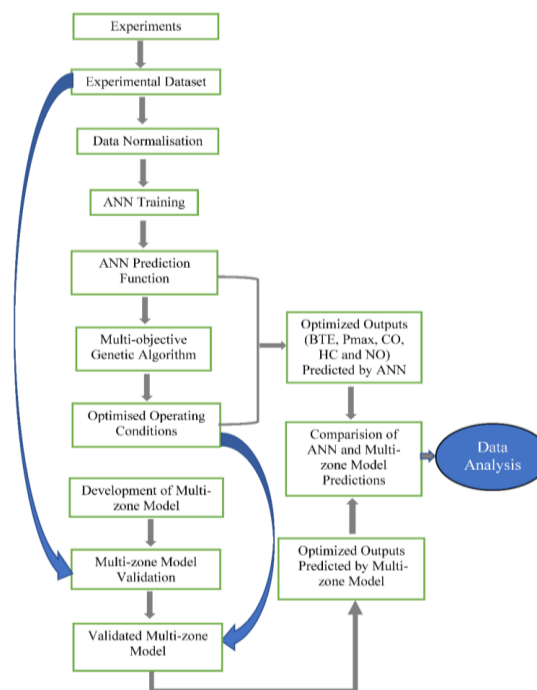 Experiments
Experimental Dataset
Data Normalisation
ANN Training
ANN Prediction
Function
Multi-objective
Genetic Algorithm
Optimised Operating
Conditions
Development of Multi-
zone Model
Multi-zone Model
Validation
Validated Multi-zone
Model
Optimized Outputs
(BTE, Pmax, CO,
HC and NO)
Predicted by ANN
Comparision of
ANN and Multi-
zone Model
Predictions
Optimized Outputs
Predicted by Multi-
zone Model
Data
Analysis